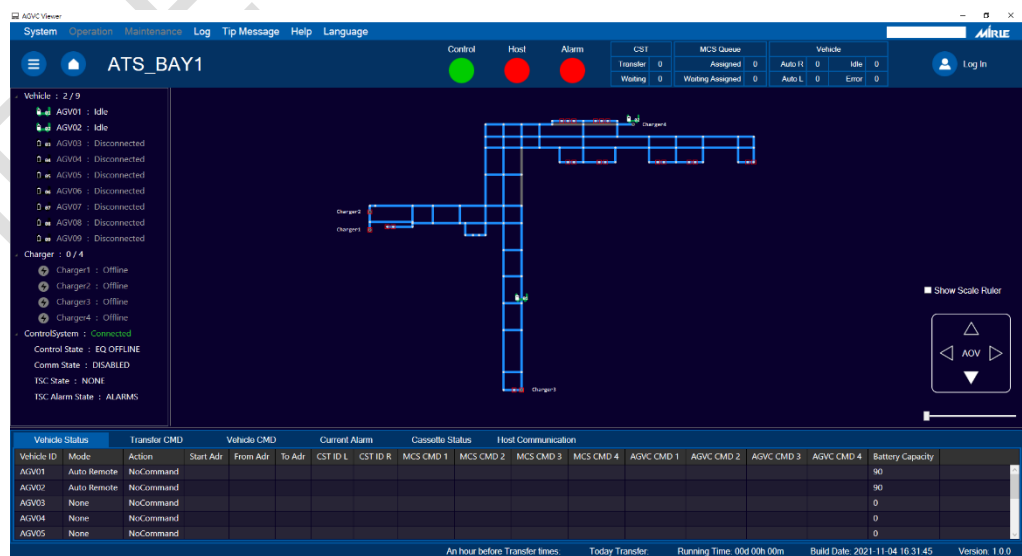 AGVC Viewer
System Operation Maintenance Log Tip Message Help Language
MIRLE
ATS_BAY1
Control Host Alarm
CST MCS Queue Vehicle
Transfer 0 Assigned 0 Auto R 0 Idle 0
Waiting 0 Waiting Assigned 0 Auto L 0 Error 0
Log In
Vehicle : 2 / 9
AGV01 : Idle
AGV02 : Idle
03 AGV03 : Disconnected
04 AGV04 : Disconnected
05 AGV05 : Disconnected
06 AGV06 : Disconnected
07 AGV07 : Disconnected
08 AGV08 : Disconnected
09 AGV09 : Disconnected
Charger : 0 / 4
Charger1 : Offline
Charger2 : Offline
Charger3 : Offline
Charger4 : Offline
ControlSystem : Connected
Control State : EQ OFFLINE
Comm State : DISABLED
TSC State : NONE
TSC Alarm State : ALARMS
Charger4
Charger2
Charger1
Charger3
Show Scale Ruler
AOV
Vehicle Status Transfer CMD Vehicle CMD Current Alarm Cassette Status Host Communication
Vehicle ID Mode Action Start Adr From Adr To Adr CST ID L CST ID R MCS CMD 1 MCS CMD 2 MCS CMD 3 MCS CMD 4 AGVC CMD 1 AGVC CMD 2 AGVC CMD 3 AGVC CMD 4 Battery Capacity
AGV01 Auto Remote NoCommand 90
AGV02 Auto Remote NoCommand 90
AGV03 None NoCommand 0
AGV04 None NoCommand 0
AGV05 None NoCommand 0
An hour before Transfer times: Today Transfer: Running Time: 00d 00h 00m Build Date: 2021-11-04 16:31:45 Version: 1.0.0